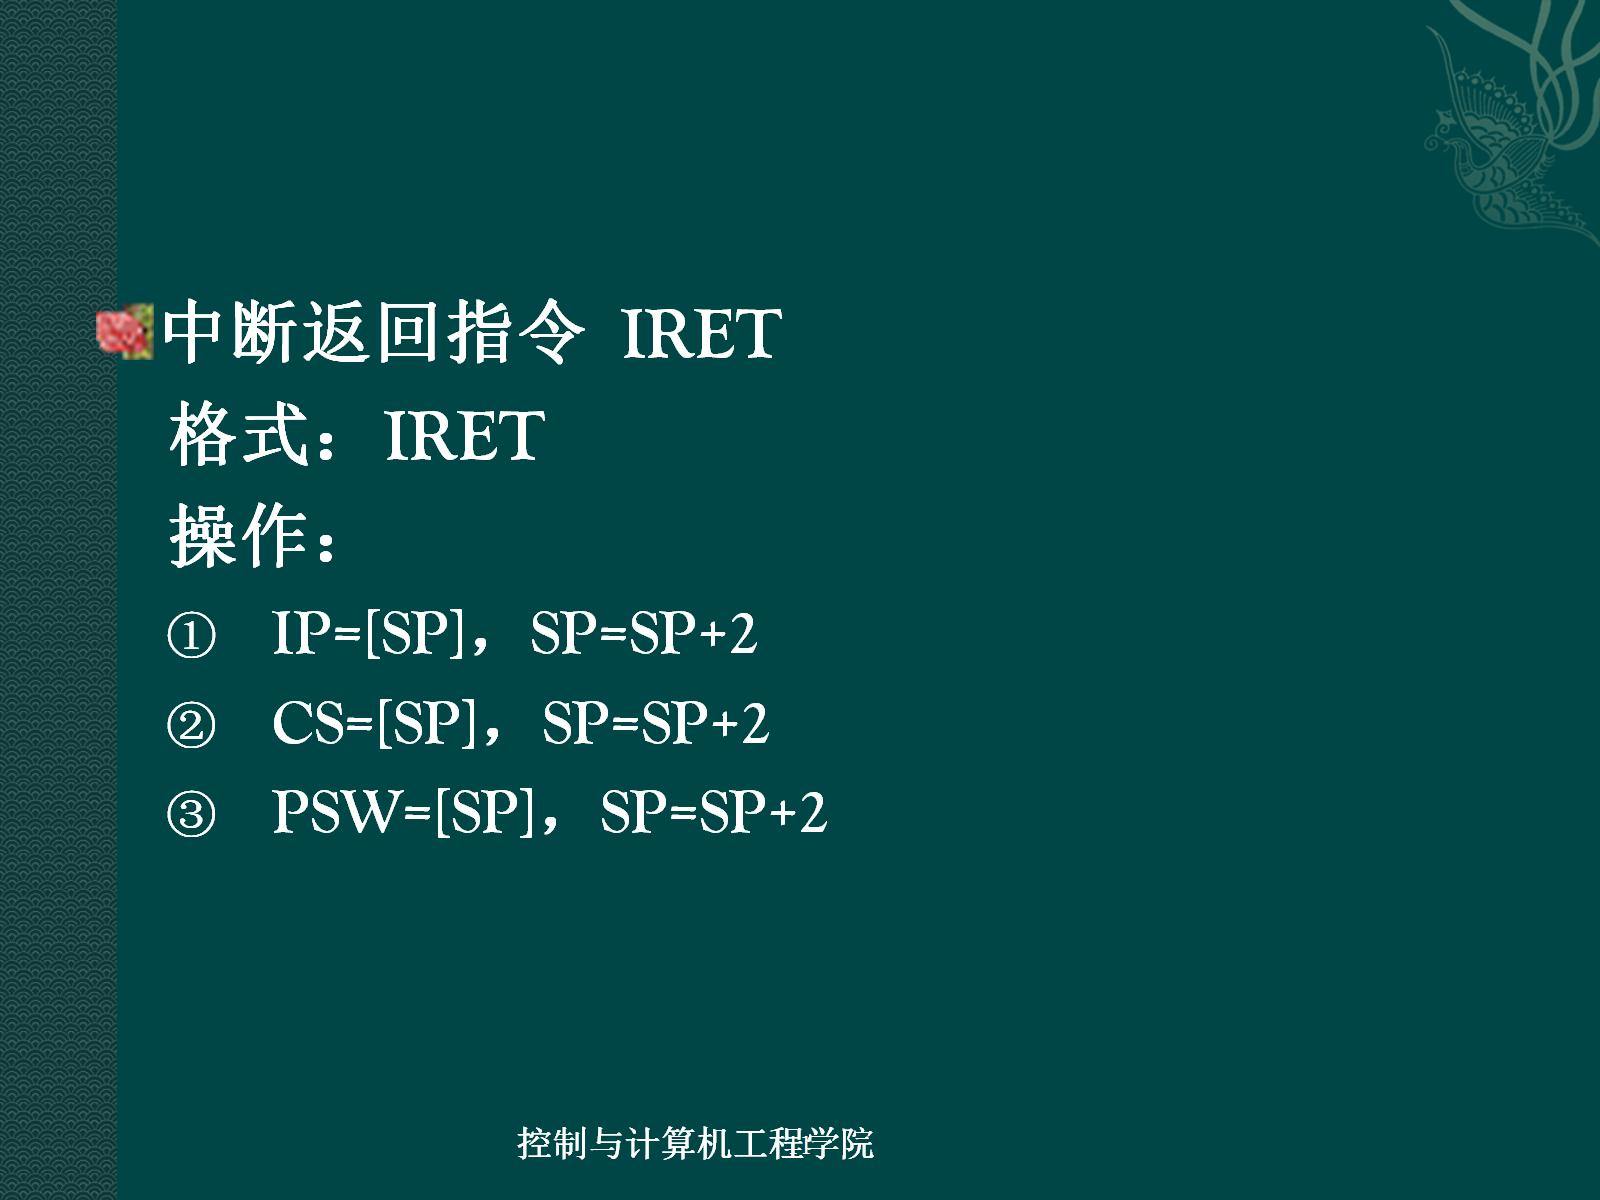 中断返回指令 IRET
格式：IRET
操作：
① IP=[SP]，SP=SP+2
② CS=[SP]，SP=SP+2
③ PSW=[SP]，SP=SP+2
控制与计算机工程学院